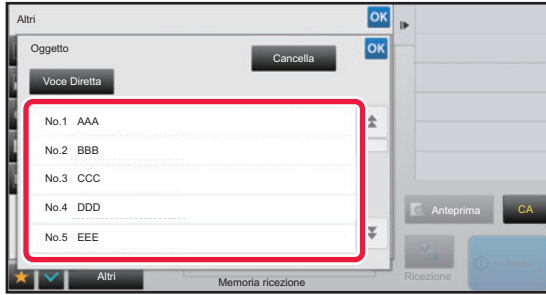 Altri
OK
Oggetto
Cancella
OK
Voce Diretta
No.1 AAA
No.2 BBB
No.3 CCC
No.4 DDD
No.5 EEE
Anteprima
CA
Altri
Memoria ricezione
Ricezione
Avvio